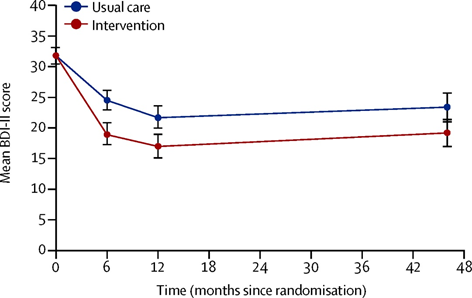 Usual care
Intervention
Mean BDI-II score
40
35
30
25
20
15
10
5
0
0 6 12 18 24 30 36 42 48
Time (months since randomisation)